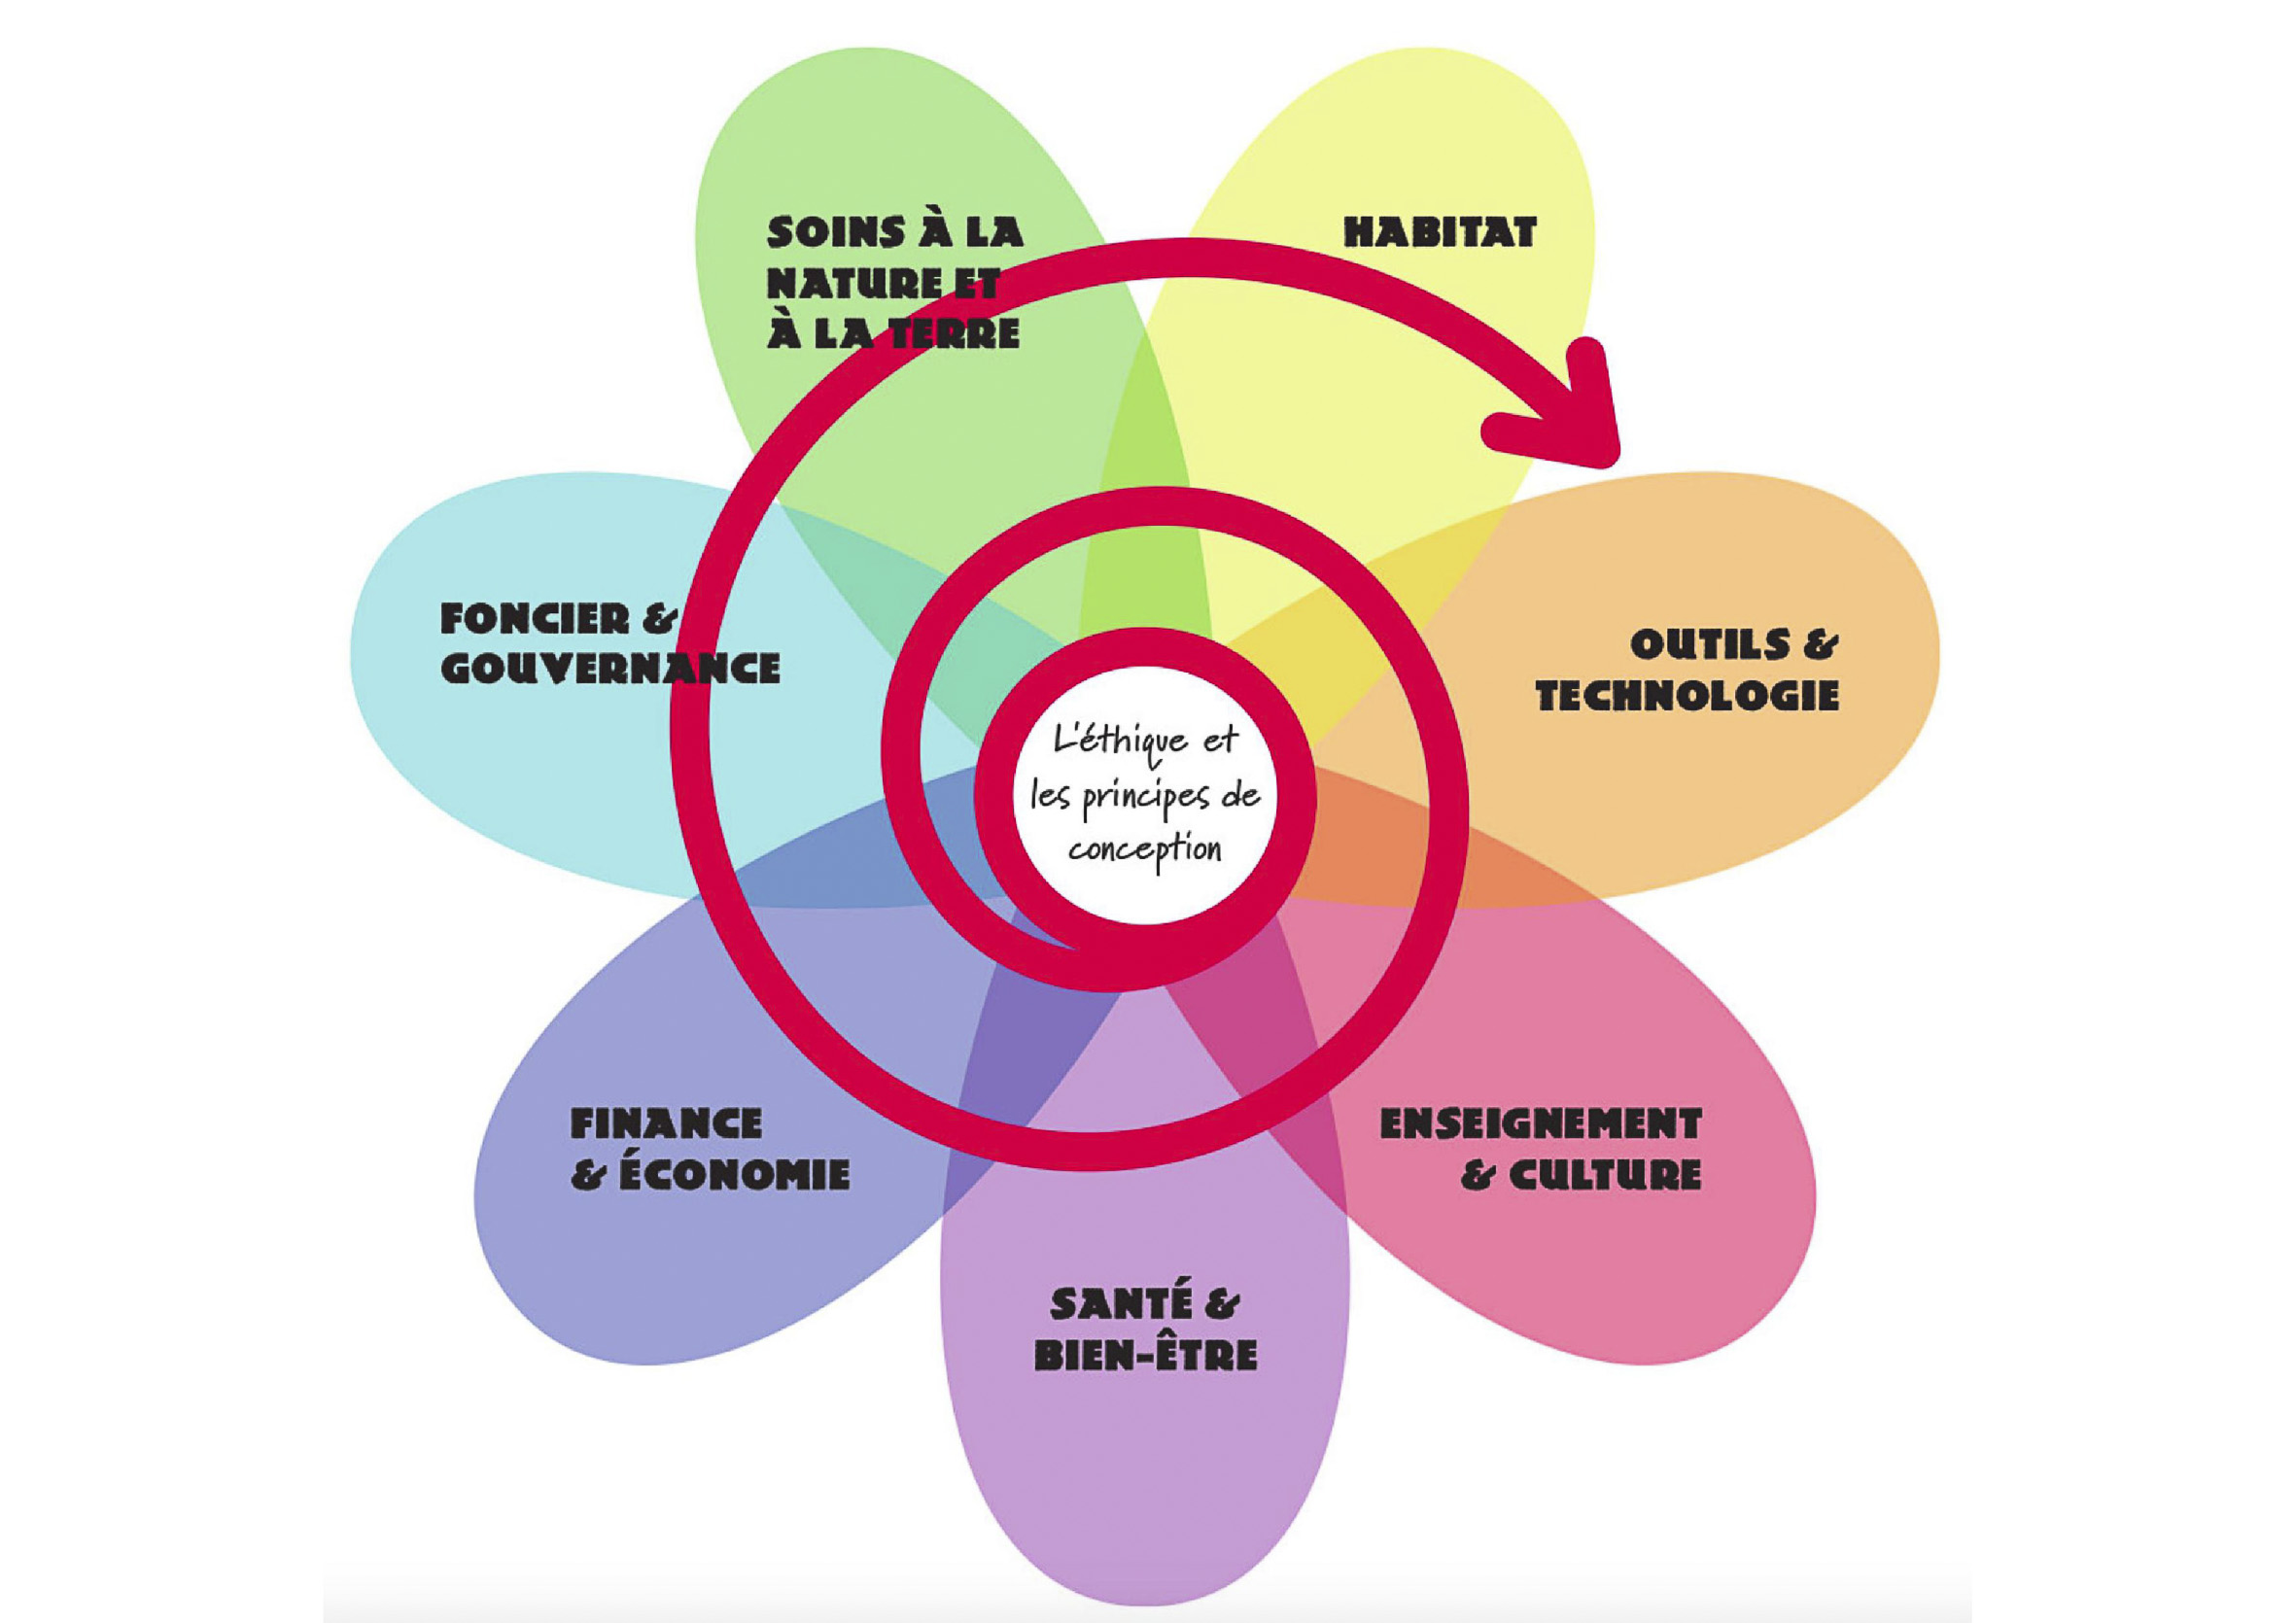 SOINS À LA
NATURE ET
À LA TERRE
HABITAT
FONCIER &
GOUVERNANCE
OUTILS &
TECHNOLOGIE
L'éthique et
les principes de
conception
FINANCE
& ÉCONOMIE
ENSEIGNEMENT
& CULTURE
SANTÉ &
BIEN-ÊTRE